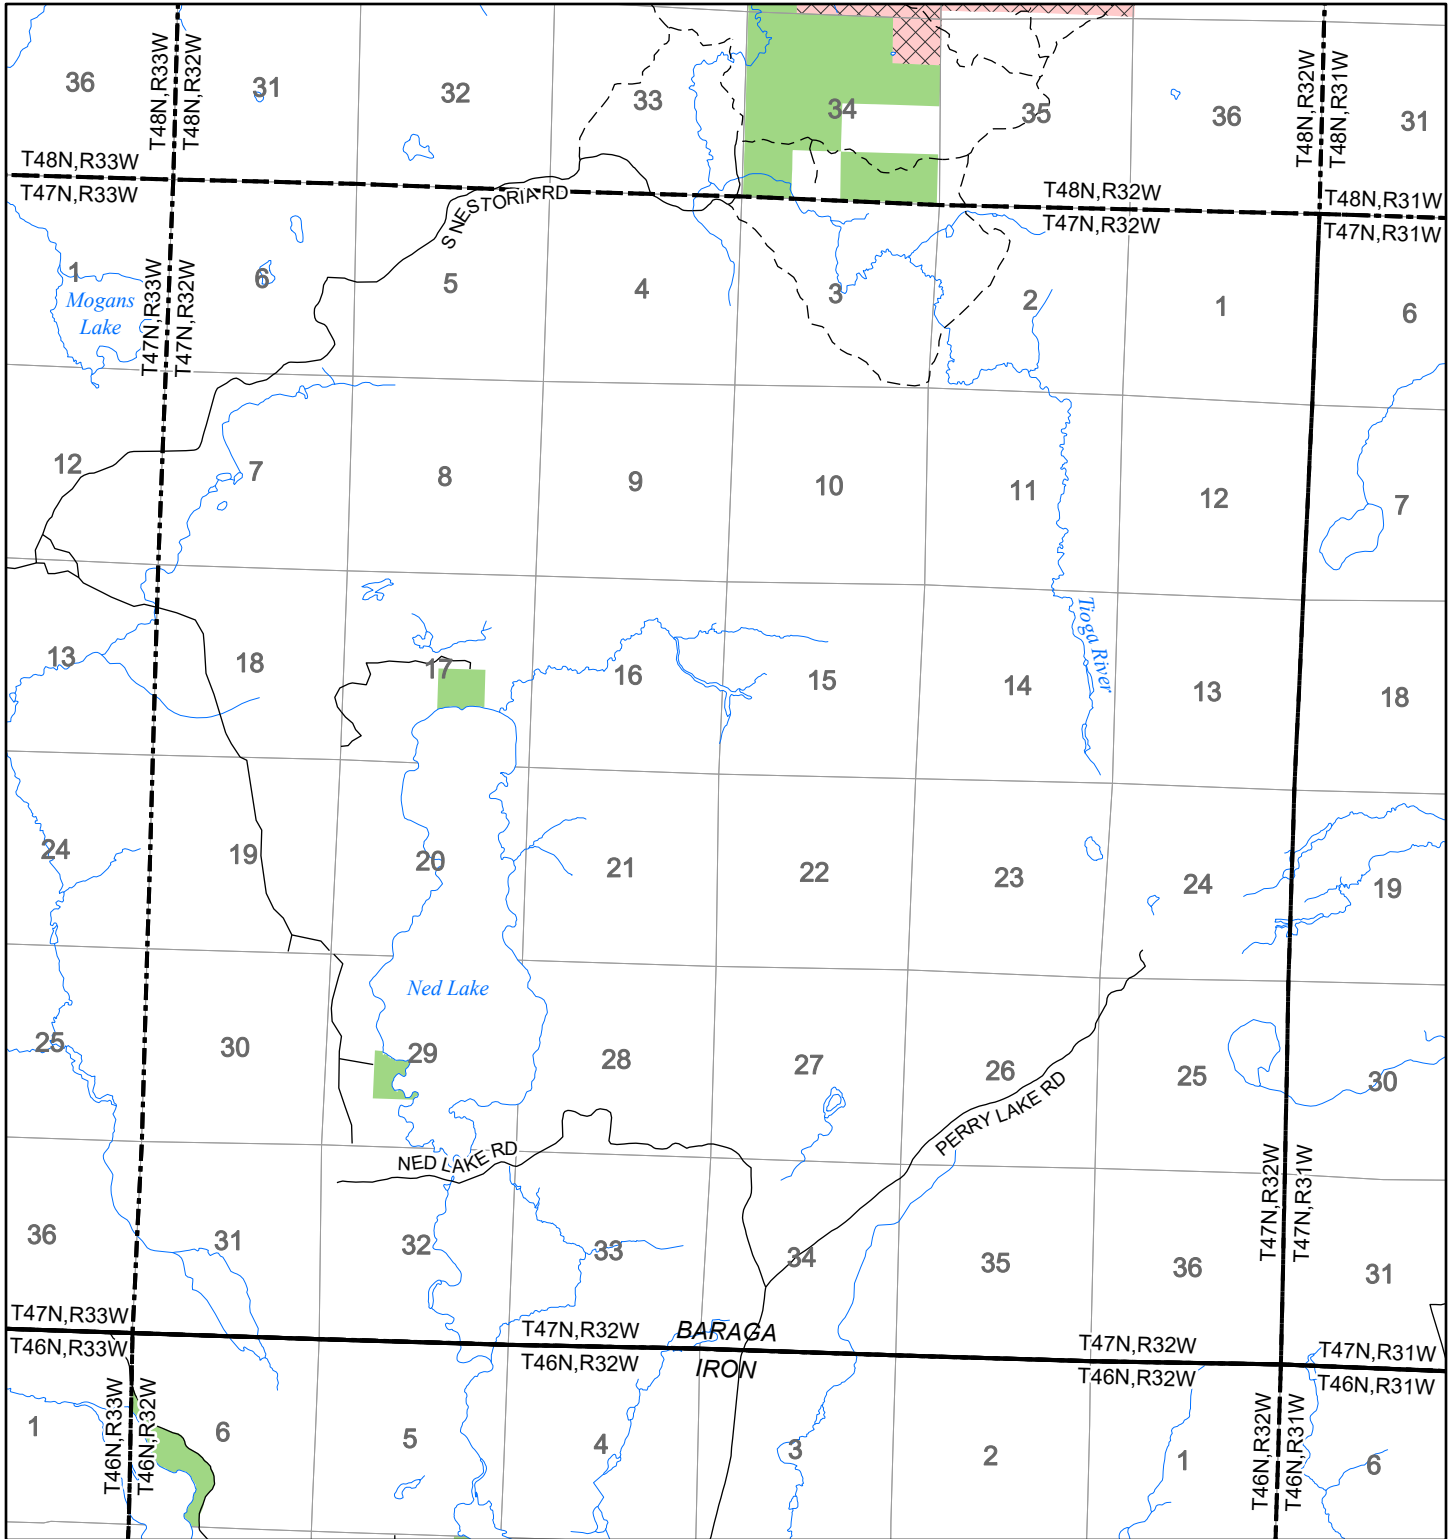 36
31
32
33
34
35
36
31
T48N,R33W
T48N,R32W
T48N,R32W
T48N,R31W
T48N,R33W
T47N,R33W
S NESTORIA RD
T48N,R32W
T47N,R32W
T48N,R31W
T47N,R31W
1
6
5
4
3
2
1
6
Mogans
Lake
T47N,R33W
T47N,R32W
12
7
8
9
10
11
12
7
Tioga River
13
18
17
16
15
14
13
18
24
19
20
21
22
23
24
19
Ned Lake
25
30
29
28
27
26
25
30
PERRY LAKE RD
NED LAKE RD
T47N,R32W
T47N,R31W
36
31
32
33
34
35
36
31
T47N,R33W
T46N,R33W
T47N,R32W
T46N,R32W
BARAGA
IRON
T47N,R32W
T46N,R32W
T47N,R31W
T46N,R31W
T46N,R33W
T46N,R32W
T46N,R32W
T46N,R31W
1
6
5
4
3
2
1
6